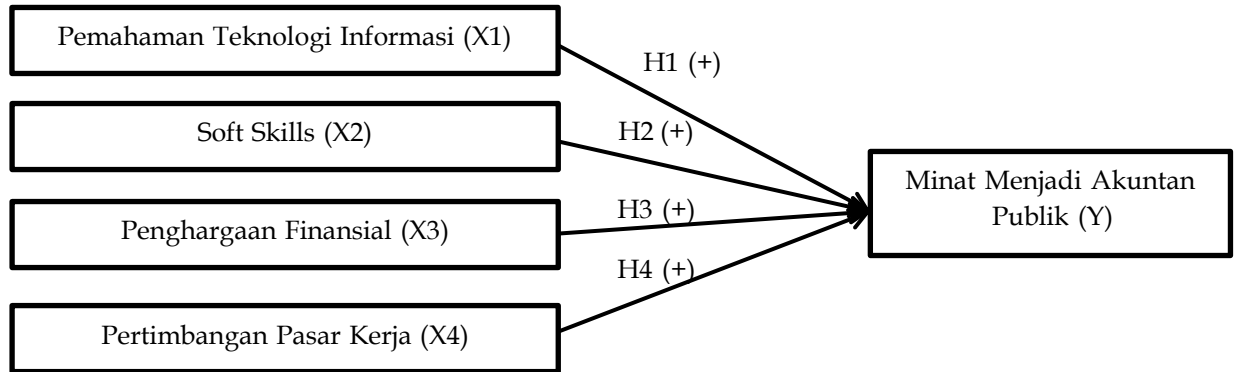 Pemahaman Teknologi Informasi (X1)
H1 (+)
Soft Skills (X2)
H2 (+)
Minat Menjadi Akuntan
Publik (Y)
Penghargaan Finansial (X3)
H3 (+)
H4 (+)
Pertimbangan Pasar Kerja (X4)